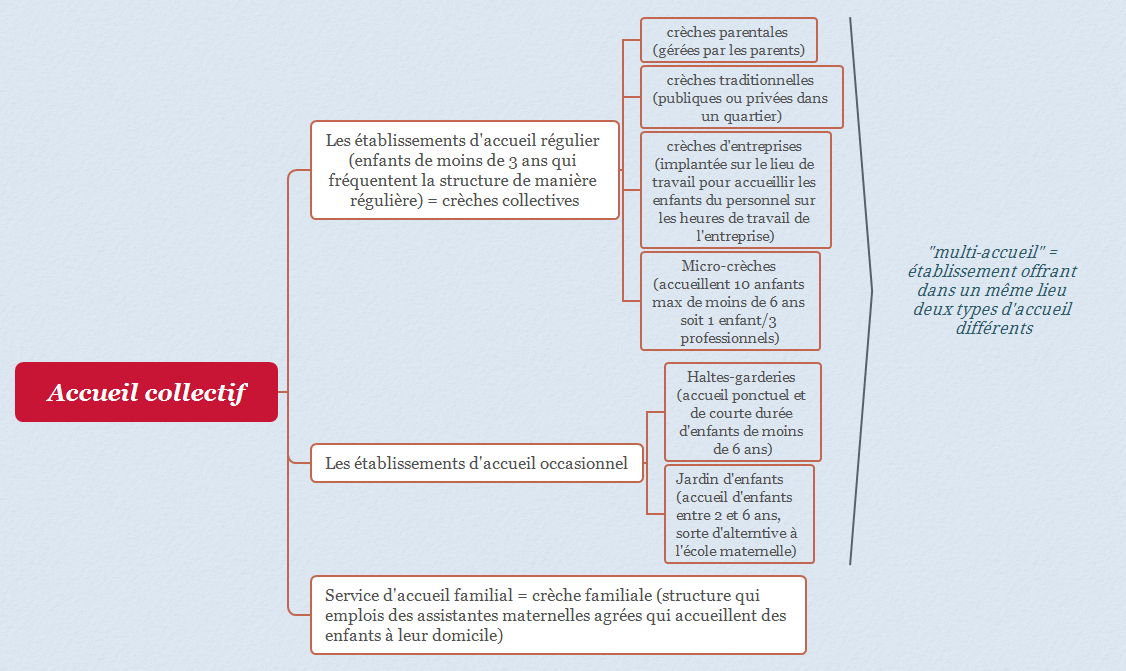 Accueil collectif
Les établissements d'accueil régulier
(enfants de moins de 3 ans qui
fréquentent la structure de manière
régulière) = crèches collectives
crèches parentales
(gérées par les parents)
crèches traditionnelles
(publiques ou privées dans
un quartier)
crèches d'entreprises
(implantée sur le lieu de
travail pour accueillir les
enfants du personnel sur
les heures de travail de
l'entreprise)
Micro-crèches
(accueillent 10 anfants
max de moins de 6 ans
soit 1 enfant/3
professionnels)
Les établissements d'accueil occasionnel
Haltes-garderies
(accueil ponctuel et
de courte durée
d'enfants de moins
de 6 ans)
Jardin d'enfants
(accueil d'enfants
entre 2 et 6 ans,
sorte d'alterntive à
l'école maternelle)
Service d'accueil familial = crèche familiale (structure qui
emplois des assistantes maternelles agrées qui accueillent des
enfants à leur domicile)
"multi-accueil" =
établissement offrant
dans un même lieu
deux types d'accueil
différents